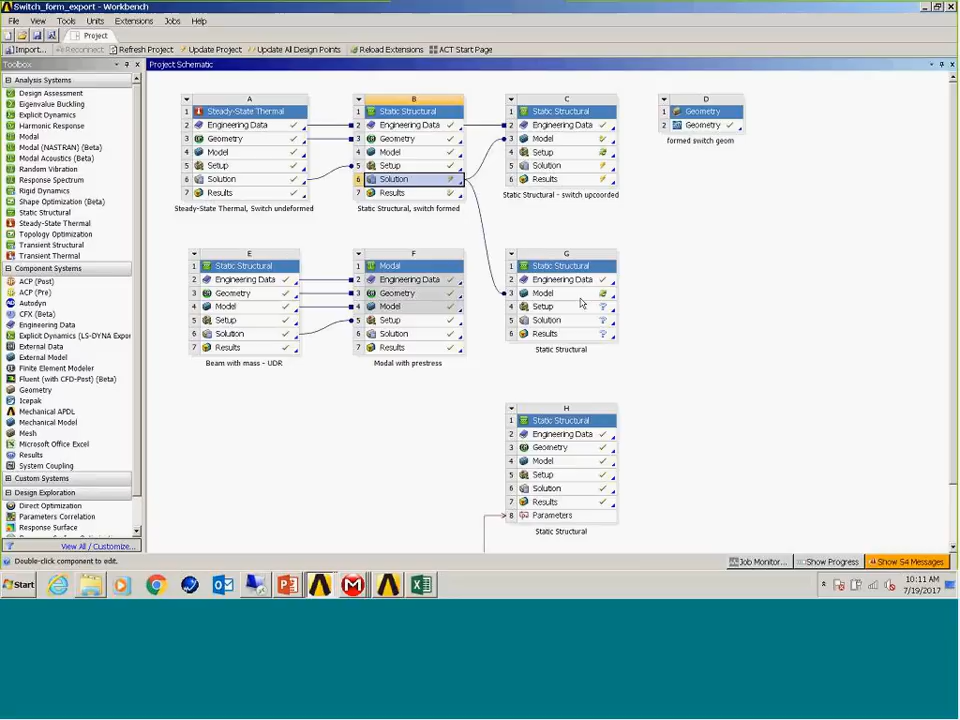 Switch_form_export - Workbench
File View Tools Units Extensions Jobs Help
Project
Import... Reconnect Refresh Project Update Project Update All Design Points Reload Extensions ACT Start Page
Toolbox
Project Schematic
Analysis Systems
Design Assessment
Eigenvalue Buckling
Explicit Dynamics
Harmonic Response
Modal
Modal (NASTRAN) (Beta)
Modal Acoustics (Beta)
Random Vibration
Response Spectrum
Rigid Dynamics
Shape Optimization (Beta)
Static Structural
Steady-State Thermal
Topology Optimization
Transient Structural
Transient Thermal
Component Systems
ACP (Post)
ACP (Pre)
Autodyn
CFX (Beta)
Engineering Data
Explicit Dynamics (LS-DYNA Expor
External Data
External Model
Finite Element Modeler
Fluent (with CFD-Post) (Beta)
Geometry
Icepak
Mechanical APDL
Mechanical Model
Mesh
Microsoft Office Excel
Results
System Coupling
Custom Systems
Design Exploration
Direct Optimization
Parameters Correlation
Response Surface
View All / Customize...
A
1 Steady-State Thermal
2 Engineering Data
3 Geometry
4 Model
5 Setup
6 Solution
7 Results
Steady-State Thermal, Switch undeformed
B
1 Static Structural
2 Engineering Data
3 Geometry
4 Model
5 Setup
6 Solution
7 Results
Static Structural, switch formed
C
1 Static Structural
2 Engineering Data
3 Model
4 Setup
5 Solution
6 Results
Static Structural - switch upcoorded
D
1 Geometry
2 Geometry
formed switch geom
E
1 Static Structural
2 Engineering Data
3 Geometry
4 Model
5 Setup
6 Solution
7 Results
Beam with mass - UDR
F
1 Modal
2 Engineering Data
3 Geometry
4 Model
5 Setup
6 Solution
7 Results
Modal with prestress
G
1 Static Structural
2 Engineering Data
3 Model
4 Setup
5 Solution
6 Results
Static Structural
H
1 Static Structural
2 Engineering Data
3 Geometry
4 Model
5 Setup
6 Solution
7 Results
8 Parameters
Static Structural
Double-click component to edit.
Job Monitor... Show Progress Show 54 Messages
Start
10:11 AM
7/19/2017